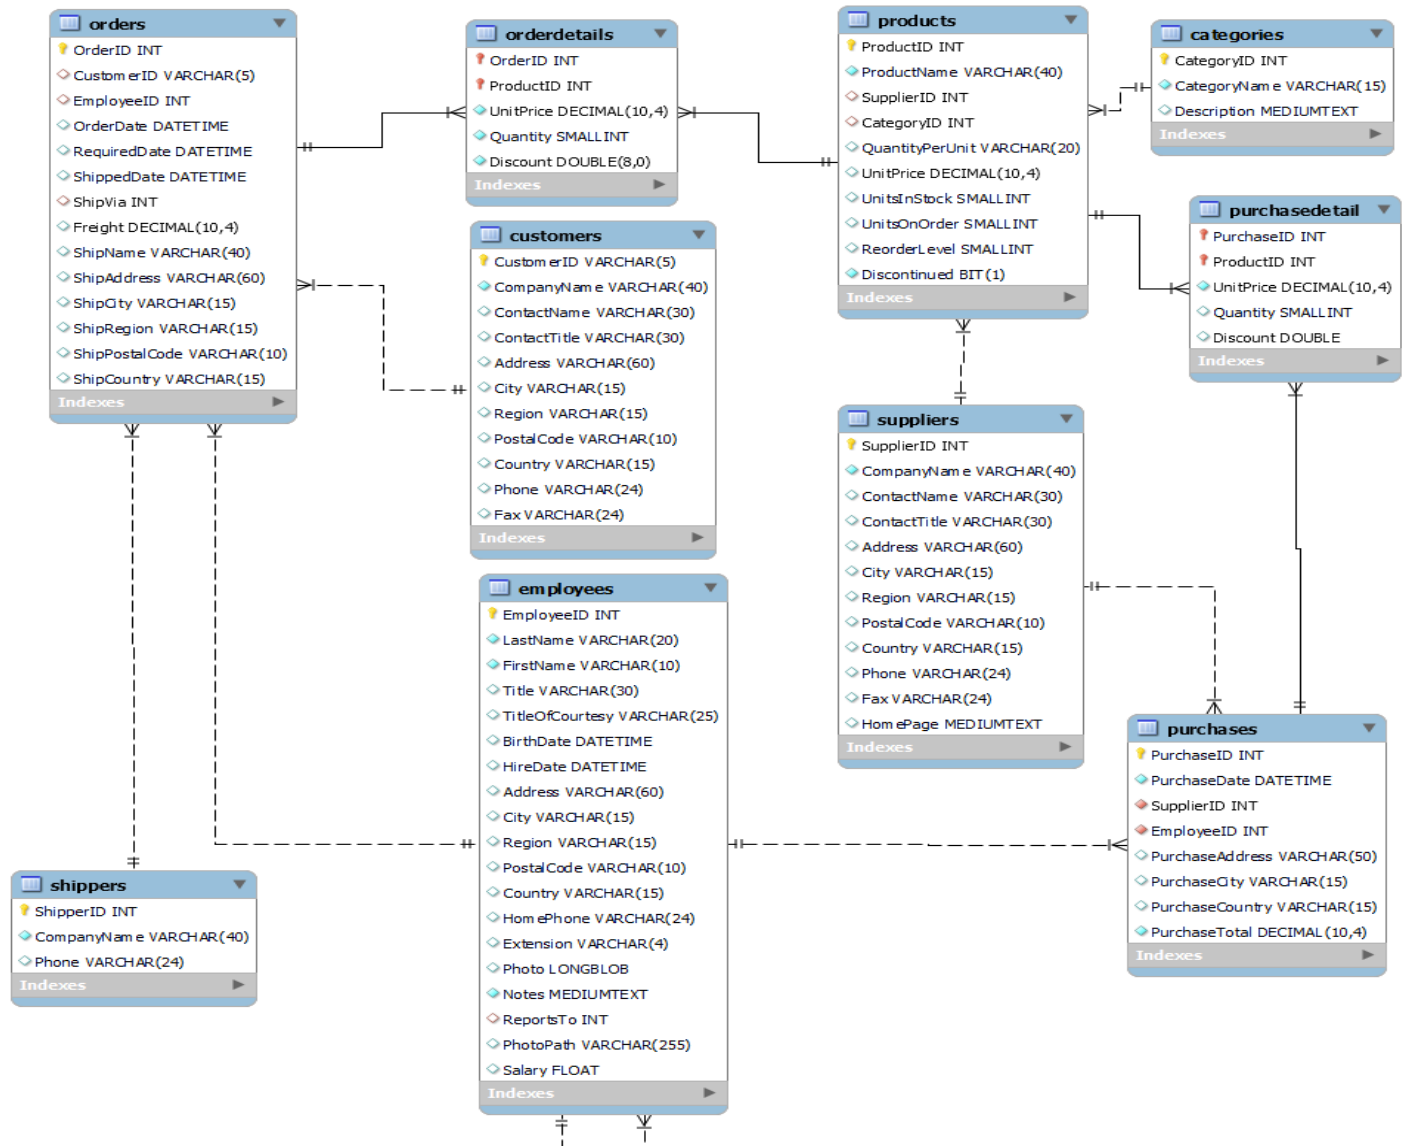 orders
OrderID INT
CustomerID VARCHAR(5)
EmployeeID INT
OrderDate DATETIME
RequiredDate DATETIME
ShippedDate DATETIME
ShipVia INT
Freight DECIMAL(10,4)
ShipName VARCHAR(40)
ShipAddress VARCHAR(60)
ShipCity VARCHAR(15)
ShipRegion VARCHAR(15)
ShipPostalCode VARCHAR(10)
ShipCountry VARCHAR(15)
Indexes
orderdetails
OrderID INT
ProductID INT
UnitPrice DECIMAL(10,4)
Quantity SMALLINT
Discount DOUBLE(8,0)
Indexes
products
ProductID INT
ProductName VARCHAR(40)
SupplierID INT
CategoryID INT
QuantityPerUnit VARCHAR(20)
UnitPrice DECIMAL(10,4)
UnitsInStock SMALLINT
UnitsOnOrder SMALLINT
ReorderLevel SMALLINT
Discontinued BIT(1)
Indexes
categories
CategoryID INT
CategoryName VARCHAR(15)
Description MEDIUMTEXT
Indexes
purchasedetail
PurchaseID INT
ProductID INT
UnitPrice DECIMAL(10,4)
Quantity SMALLINT
Discount DOUBLE
Indexes
customers
CustomerID VARCHAR(5)
CompanyName VARCHAR(40)
ContactName VARCHAR(30)
ContactTitle VARCHAR(30)
Address VARCHAR(60)
City VARCHAR(15)
Region VARCHAR(15)
PostalCode VARCHAR(10)
Country VARCHAR(15)
Phone VARCHAR(24)
Fax VARCHAR(24)
Indexes
suppliers
SupplierID INT
CompanyName VARCHAR(40)
ContactName VARCHAR(30)
ContactTitle VARCHAR(30)
Address VARCHAR(60)
City VARCHAR(15)
Region VARCHAR(15)
PostalCode VARCHAR(10)
Country VARCHAR(15)
Phone VARCHAR(24)
Fax VARCHAR(24)
HomePage MEDIUMTEXT
Indexes
employees
EmployeeID INT
LastName VARCHAR(20)
FirstName VARCHAR(10)
Title VARCHAR(30)
TitleOfCourtesy VARCHAR(25)
BirthDate DATETIME
HireDate DATETIME
Address VARCHAR(60)
City VARCHAR(15)
Region VARCHAR(15)
PostalCode VARCHAR(10)
Country VARCHAR(15)
HomePhone VARCHAR(24)
Extension VARCHAR(4)
Photo LONGBLOB
Notes MEDIUMTEXT
ReportsTo INT
PhotoPath VARCHAR(255)
Salary FLOAT
Indexes
purchases
PurchaseID INT
PurchaseDate DATETIME
SupplierID INT
EmployeeID INT
PurchaseAddress VARCHAR(50)
PurchaseCity VARCHAR(15)
PurchaseCountry VARCHAR(15)
PurchaseTotal DECIMAL(10,4)
Indexes
shippers
ShipperID INT
CompanyName VARCHAR(40)
Phone VARCHAR(24)
Indexes